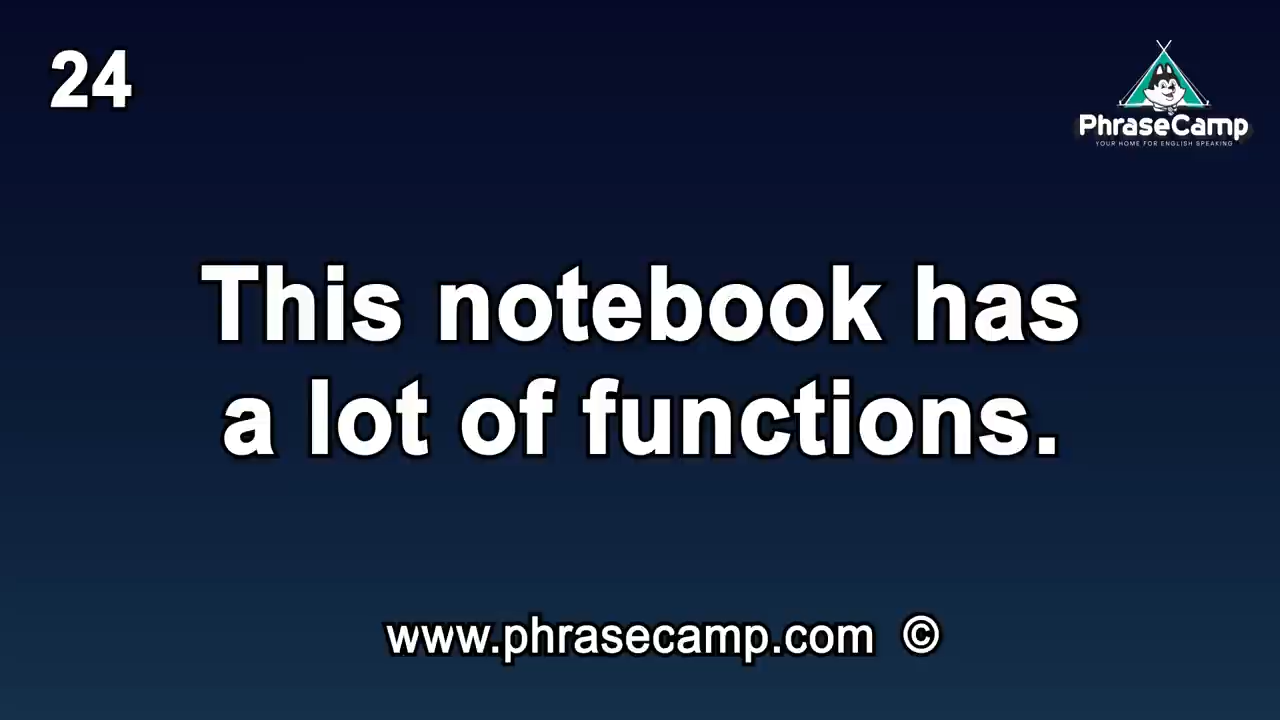 24
PhraseCamp
YOUR HOME FOR ENGLISH SPEAKING
This notebook has
a lot of functions.
www.phrasecamp.com ©